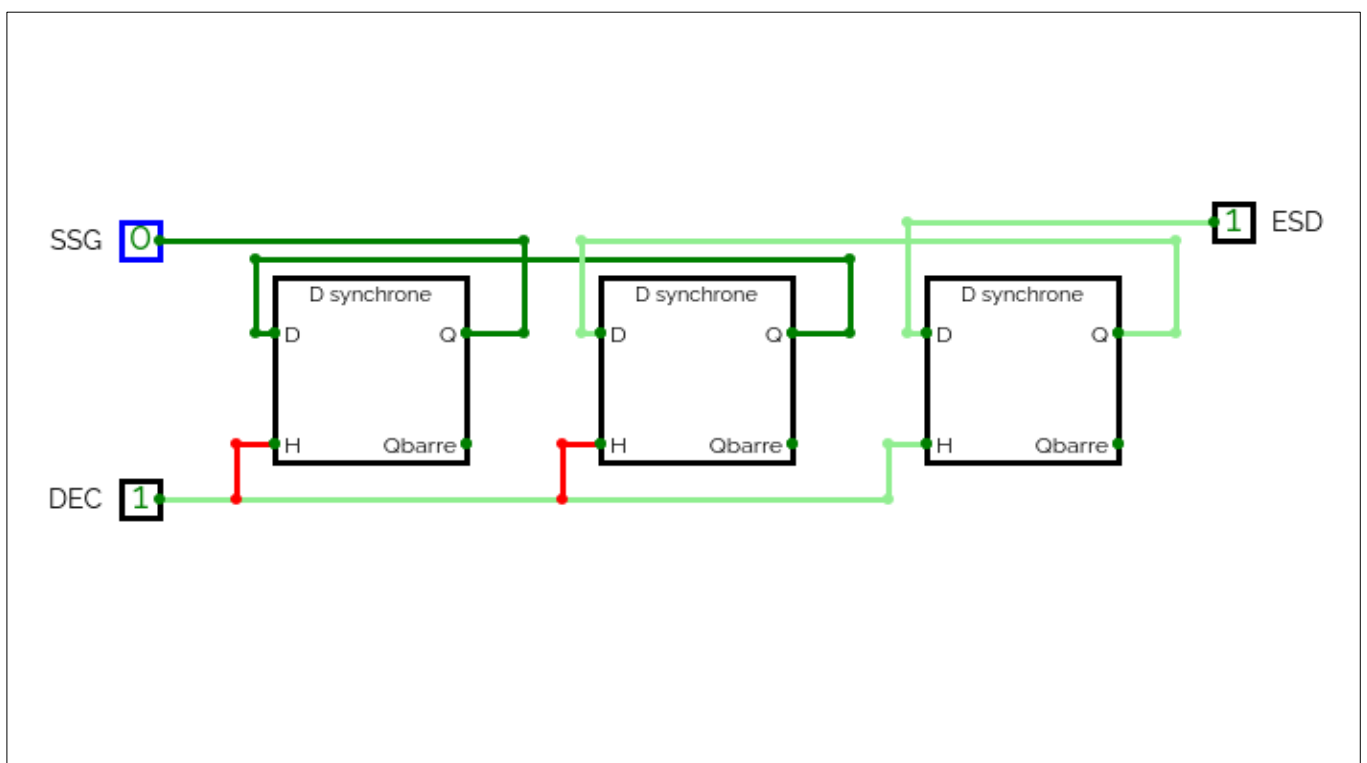 SSG 0
1 ESD
D synchrone D synchrone D synchrone
D Q D Q D Q
H Qbarre H Qbarre H Qbarre
DEC 1